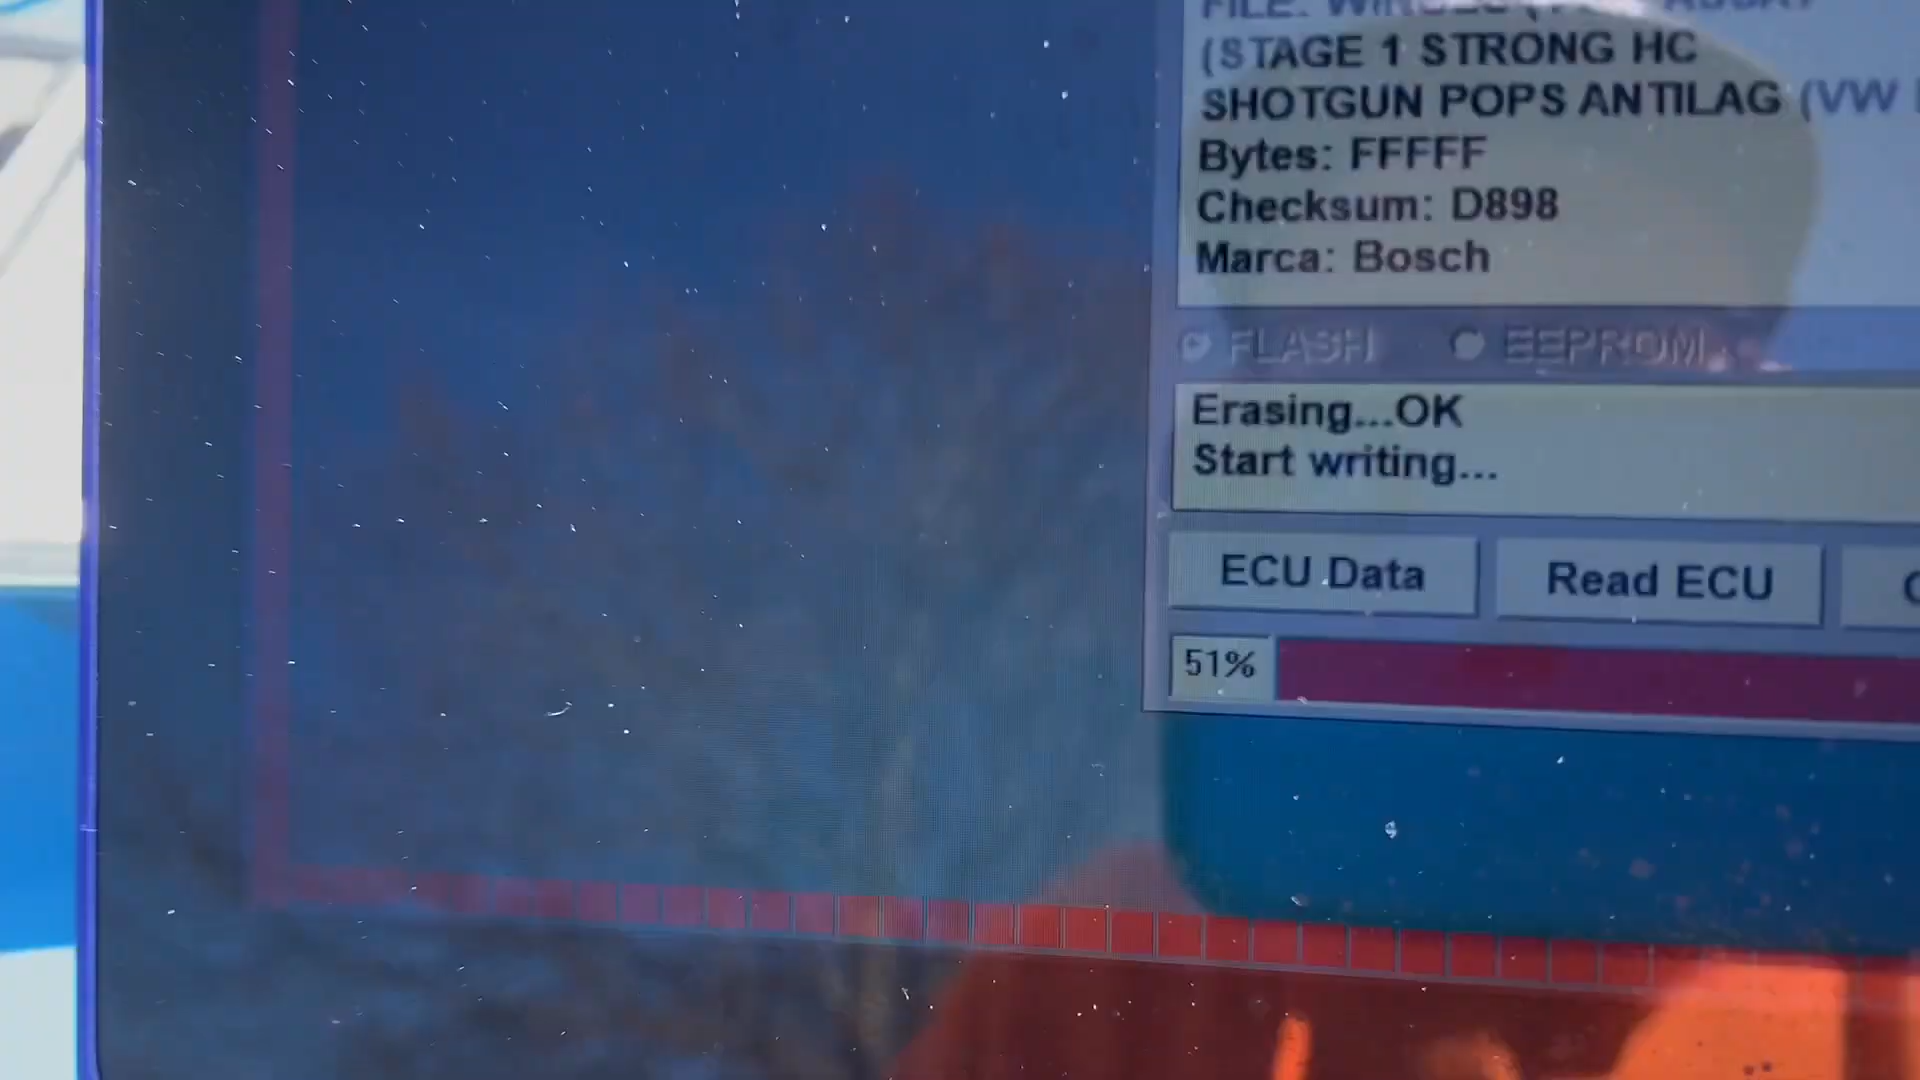 FILE:
(STAGE 1 STRONG HC
SHOTGUN POPS ANTILAG (VW
Bytes: FFFFF
Checksum: D898
Marca: Bosch
FLASH EEPROM
Erasing...OK
Start writing...
ECU Data Read ECU
51%